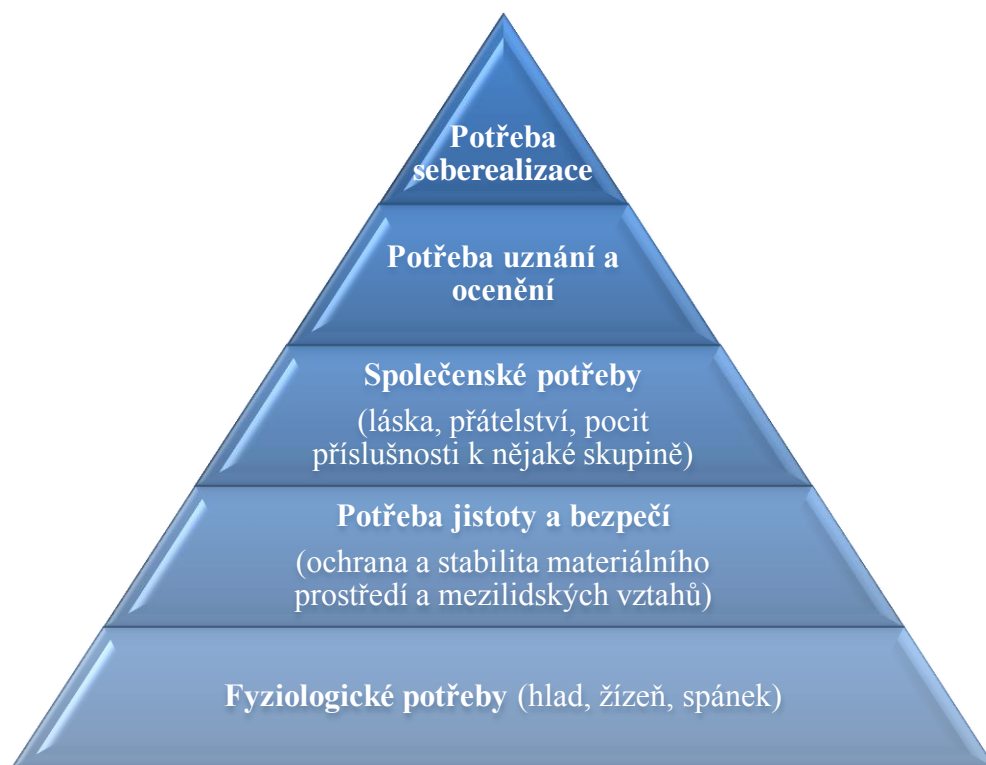 Potřeba
seberealizace
Potřeba uznání a
ocenění
Společenské potřeby
(láska, přátelství, pocit
příslušnosti k nějaké skupině)
Potřeba jistoty a bezpečí
(ochrana a stabilita materiálního
prostředí a mezilidských vztahů)
Fyziologické potřeby (hlad, žízeň, spánek)